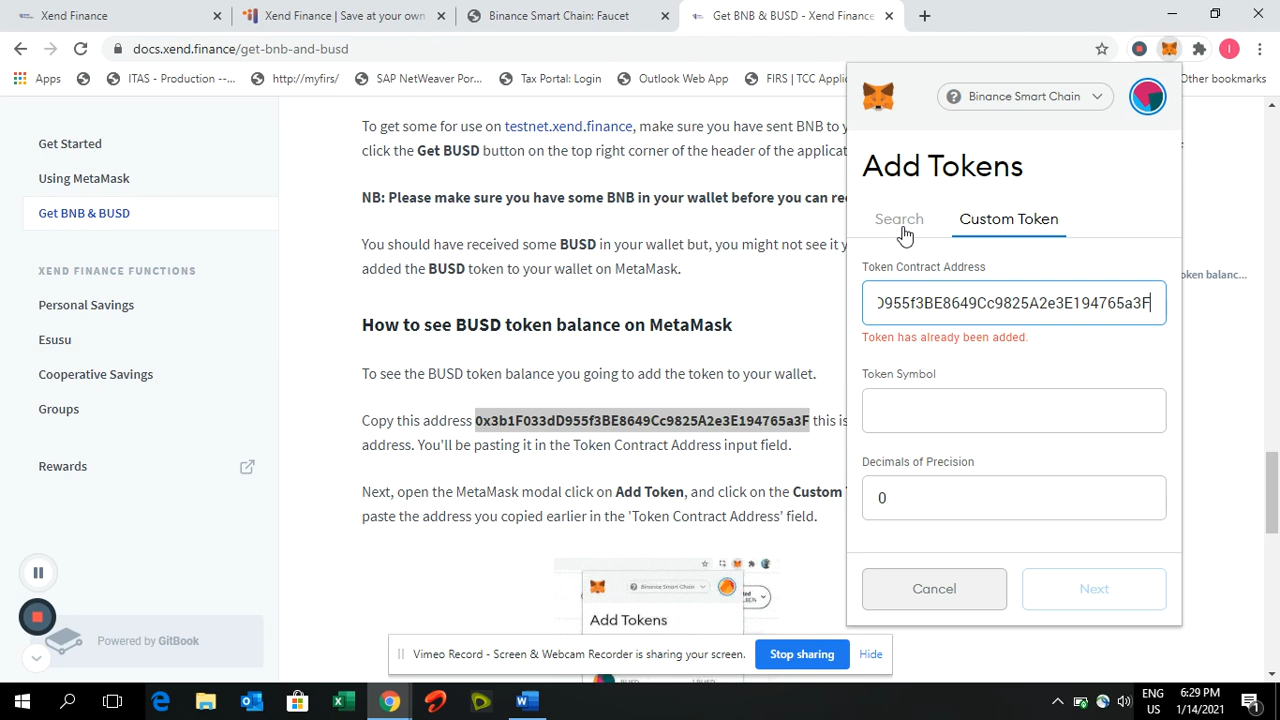 Xend Finance
Xend Finance | Save at your own
Binance Smart Chain: Faucet
Get BNB & BUSD - Xend Finance
docs.xend.finance/get-bnb-and-busd
I
Apps
ITAS - Production --...
http://myfirs/
SAP NetWeaver Por...
Tax Portal: Login
Outlook Web App
FIRS | TCC Applic
Other bookmarks
Get Started
Using MetaMask
Get BNB & BUSD
XEND FINANCE FUNCTIONS
Personal Savings
Esusu
Cooperative Savings
Groups
Rewards
Powered by GitBook
To get some for use on testnet.xend.finance, make sure you have sent BNB to y
click the Get BUSD button on the top right corner of the header of the applica
NB: Please make sure you have some BNB in your wallet before you can re
You should have received some BUSD in your wallet but, you might not see it y
added the BUSD token to your wallet on MetaMask.
How to see BUSD token balance on MetaMask
To see the BUSD token balance you going to add the token to your wallet.
Copy this address 0x3b1F033dD955f3BE8649Cc9825A2e3E194765a3F this is
address. You'll be pasting it in the Token Contract Address input field.
Next, open the MetaMask modal click on Add Token, and click on the Custom
paste the address you copied earlier in the 'Token Contract Address' field.
Binance Smart Chain
Add Tokens
oken balanc...
Binance Smart Chain
Add Tokens
Search
Custom Token
Token Contract Address
D955f3BE8649Cc9825A2e3E194765a3F
Token has already been added.
Token Symbol
Decimals of Precision
0
Cancel
Next
Vimeo Record - Screen & Webcam Recorder is sharing your screen.
Stop sharing
Hide
ENG
US
6:29 PM
1/14/2021
1